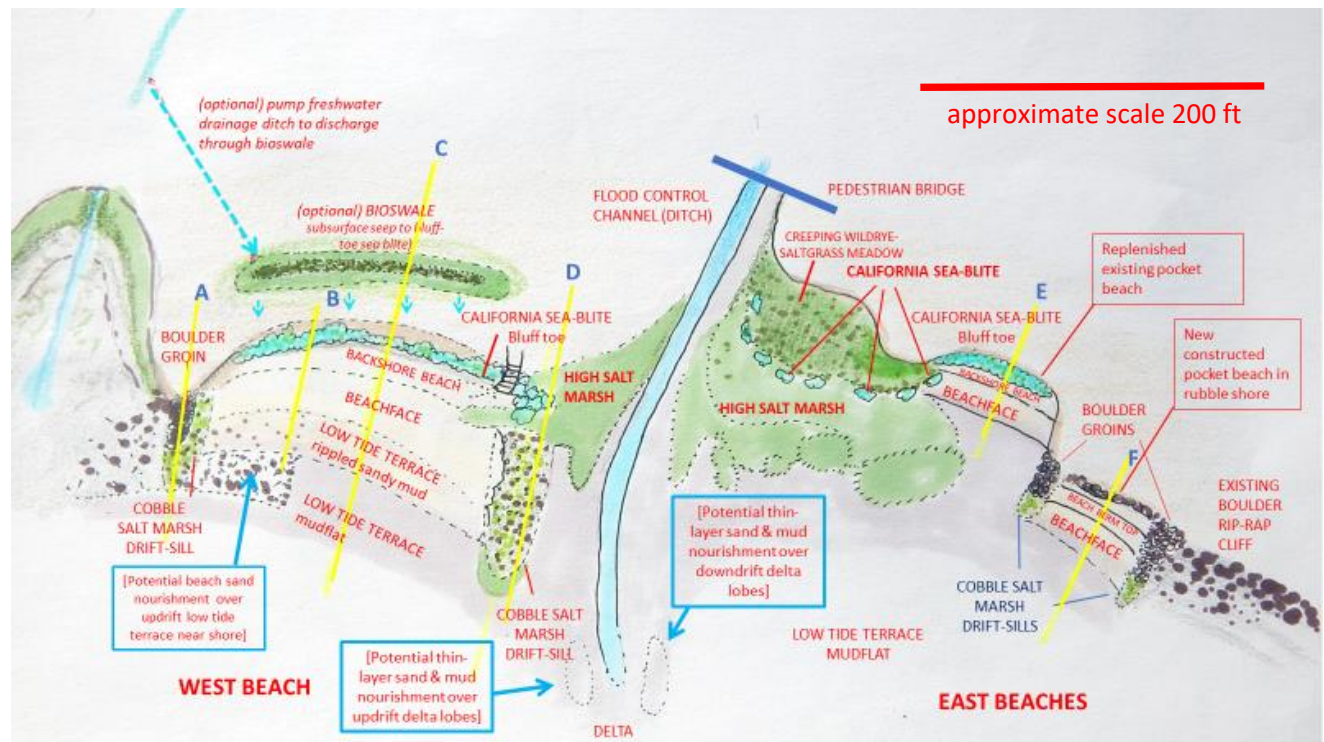 approximate scale 200 ft
(optional) pump freshwater
drainage ditch to discharge
through bioswale
C
FLOOD CONTROL
CHANNEL (DITCH)
PEDESTRIAN BRIDGE
(optional) BIOSWALE
subsurface seep to bluff-
toe sea blite)
CREEPING WILDRYE-
SALTGRASS MEADOW
CALIFORNIA SEA-BLITE
Replenished
existing pocket
beach
A
B
D
E
CALIFORNIA SEA-BLITE
Bluff toe
CALIFORNIA SEA-BLITE
Bluff toe
BOULDER
GROIN
New
constructed
pocket beach in
rubble shore
BACKSHORE BEACH
BEACHFACE
LOW TIDE TERRACE
rippled sandy mud
LOW TIDE TERRACE
mudflat
HIGH SALT
MARSH
HIGH SALT MARSH
BACKSHORE BEACH
BEACHFACE
BOULDER
GROINS
F
BEACH BERM TOP
BEACHFACE
EXISTING
BOULDER
RIP-RAP
CLIFF
COBBLE
SALT MARSH
DRIFT-SILL
[Potential beach sand
nourishment over
updrift low tide
terrace near shore]
[Potential thin-
layer sand & mud
nourishment over
downdrift delta
lobes]
COBBLE SALT
MARSH
DRIFT-SILL
COBBLE SALT
MARSH
DRIFT-SILLS
LOW TIDE TERRACE
MUDFLAT
[Potential thin-
layer sand & mud
nourishment over
updrift delta lobes]
WEST BEACH
EAST BEACHES
DELTA